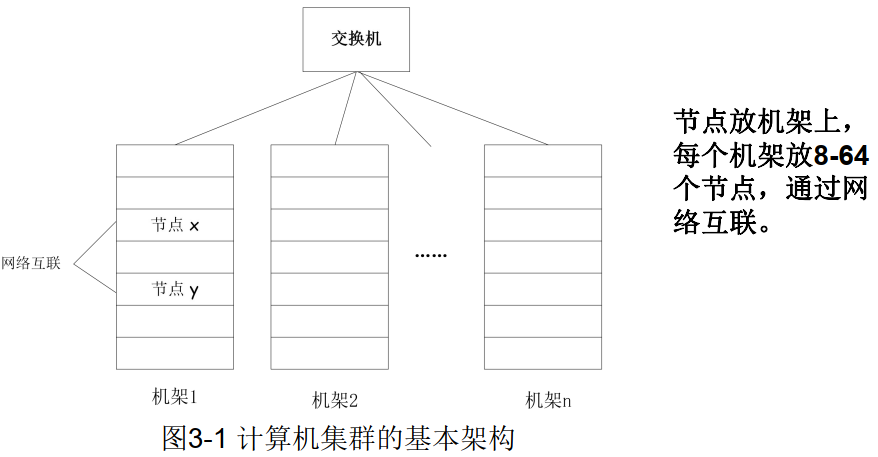 交换机
节点放机架上，
每个机架放8-64
个节点，通过网
络互联。
节点 x
网络互联
节点 y
······
机架1
机架2
机架n
图3-1 计算机集群的基本架构